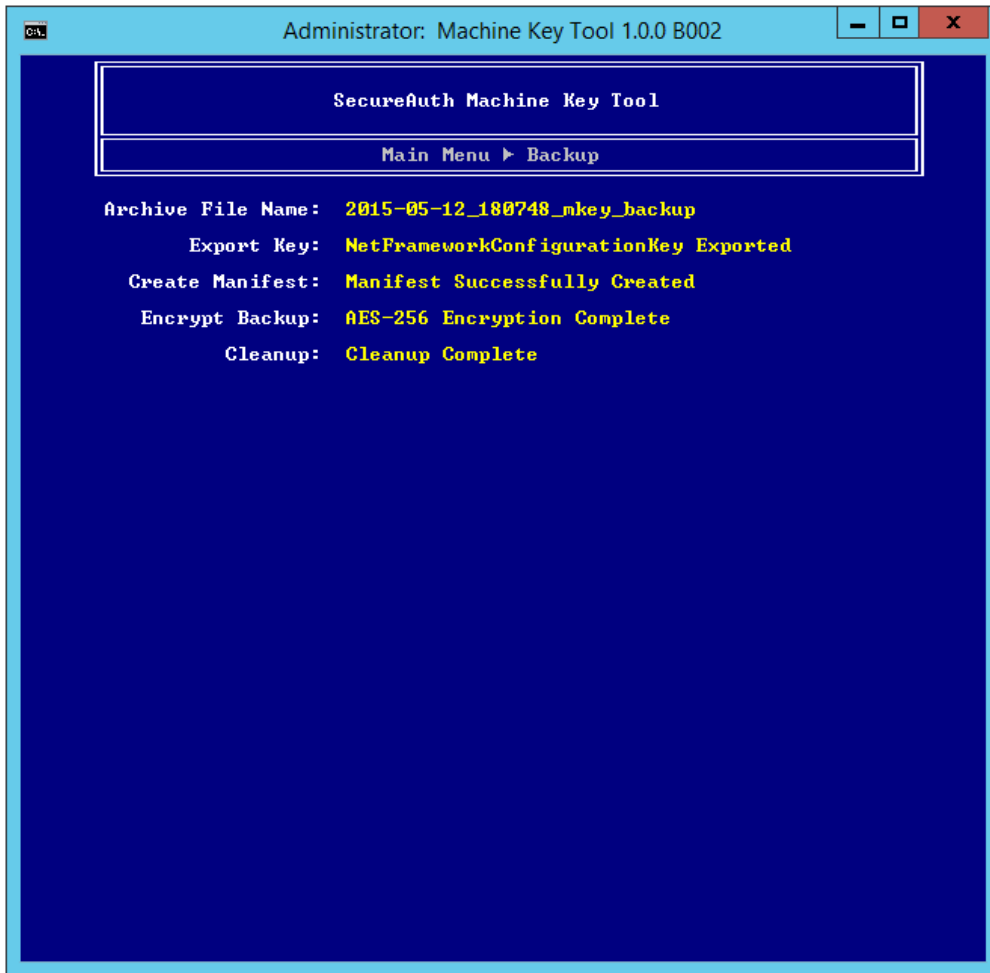 Administrator: Machine Key Tool 1.0.0 B002
SecureAuth Machine Key Tool
Main Menu ► Backup
Archive File Name: 2015-05-12_180748_mkey_backup
Export Key: NetFrameworkConfigurationKey Exported
Create Manifest: Manifest Successfully Created
Encrypt Backup: AES-256 Encryption Complete
Cleanup: Cleanup Complete